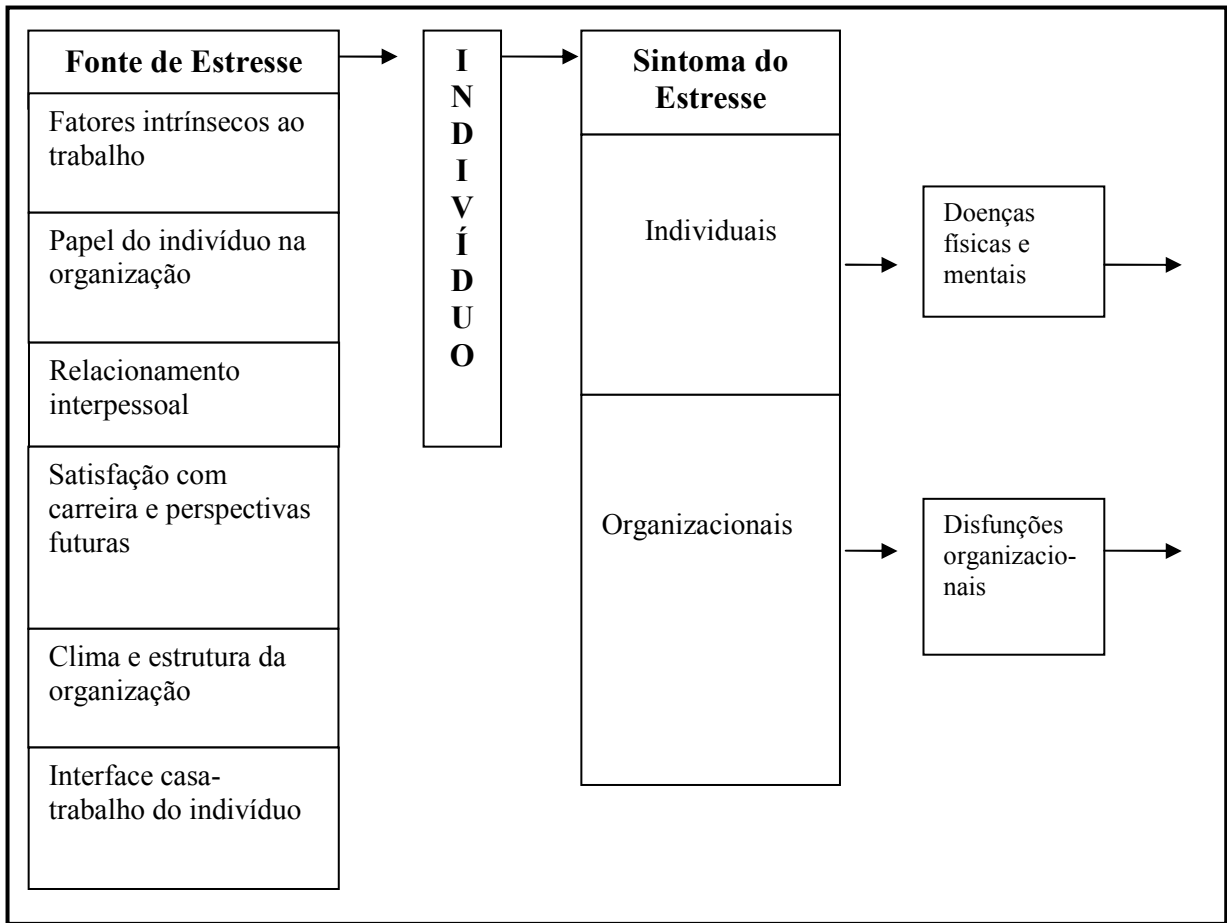 Fonte de Estresse
Fatores intrínsecos ao
trabalho
Papel do indivíduo na
organização
Relacionamento
interpessoal
Satisfação com
carreira e perspectivas
futuras
Clima e estrutura da
organização
Interface casa-
trabalho do indivíduo
I
N
D
I
V
Í
D
U
O
Sintoma do
Estresse
Individuais
Organizacionais
Doenças
físicas e
mentais
Disfunções
organizacio-
nais